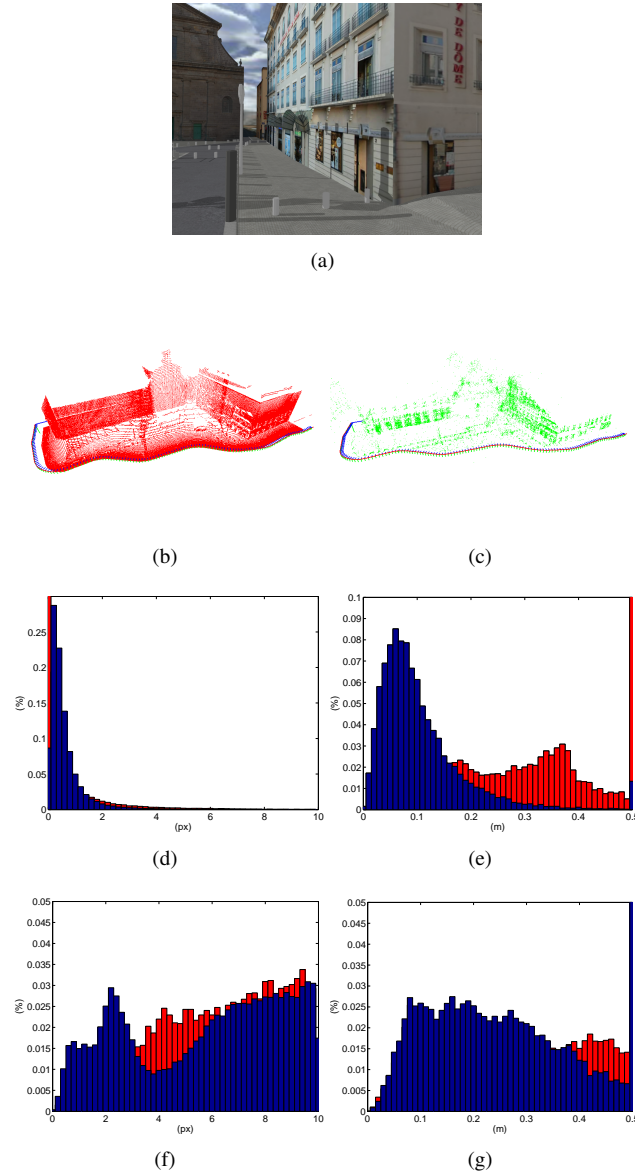 Y DE DÔME
(a)
(b)
(c)
0 0.05 0.1 0.15 0.2 0.25
0 2 4 6 8 10
(%)
(px)
(d)
0 0.01 0.02 0.03 0.04 0.05 0.06 0.07 0.08 0.09 0.1
0 0.1 0.2 0.3 0.4 0.5
(%)
(m)
(e)
0 0.005 0.01 0.015 0.02 0.025 0.03 0.035 0.04 0.045 0.05
0 2 4 6 8 10
(%)
(px)
(f)
0 0.005 0.01 0.015 0.02 0.025 0.03 0.035 0.04 0.045 0.05
0 0.1 0.2 0.3 0.4 0.5
(%)
(m)
(g)